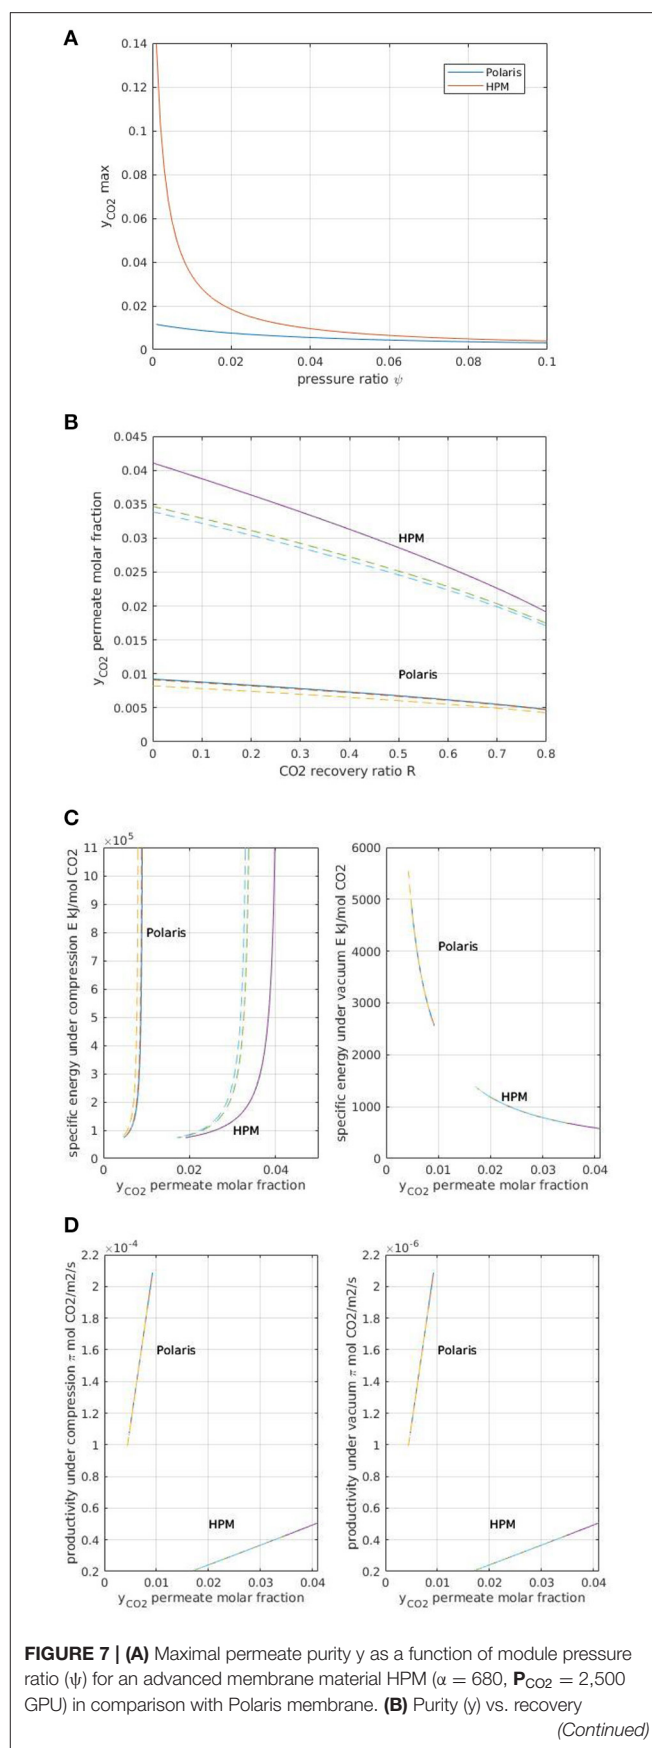 A
0.14
0.12
0.1
0.08
0.06
0.04
0.02
0
y_CO2 max
Polaris
HPM
0.02
0.04
0.06
0.08
0.1
pressure ratio ψ
B
0.045
0.04
0.035
0.03
0.025
0.02
0.015
0.01
0.005
0
y_CO2 permeate molar fraction
HPM
Polaris
0
0.1
0.2
0.3
0.4
0.5
0.6
0.7
0.8
CO2 recovery ratio R
C
×10^5
11
10
9
8
7
6
5
4
3
2
1
0
specific energy under compression E kJ/mol CO2
Polaris
HPM
0
0.02
0.04
y_CO2 permeate molar fraction
6000
5000
4000
3000
2000
1000
0
specific energy under vacuum E kJ/mol CO2
Polaris
HPM
0
0.01
0.02
0.03
0.04
y_CO2 permeate molar fraction
D
×10^-4
2.2
2
1.8
1.6
1.4
1.2
1
0.8
0.6
0.4
0.2
productivity under compression π mol CO2/m2/s
Polaris
HPM
0
0.01
0.02
0.03
0.04
y_CO2 permeate molar fraction
×10^-6
2.2
2
1.8
1.6
1.4
1.2
1
0.8
0.6
0.4
0.2
productivity under vacuum π mol CO2/m2/s
Polaris
HPM
0
0.01
0.02
0.03
0.04
y_CO2 permeate molar fraction
FIGURE 7 | (A) Maximal permeate purity y as a function of module pressure
ratio (ψ) for an advanced membrane material HPM (α = 680, P_CO2 = 2,500
GPU) in comparison with Polaris membrane. (B) Purity (y) vs. recovery
(Continued)